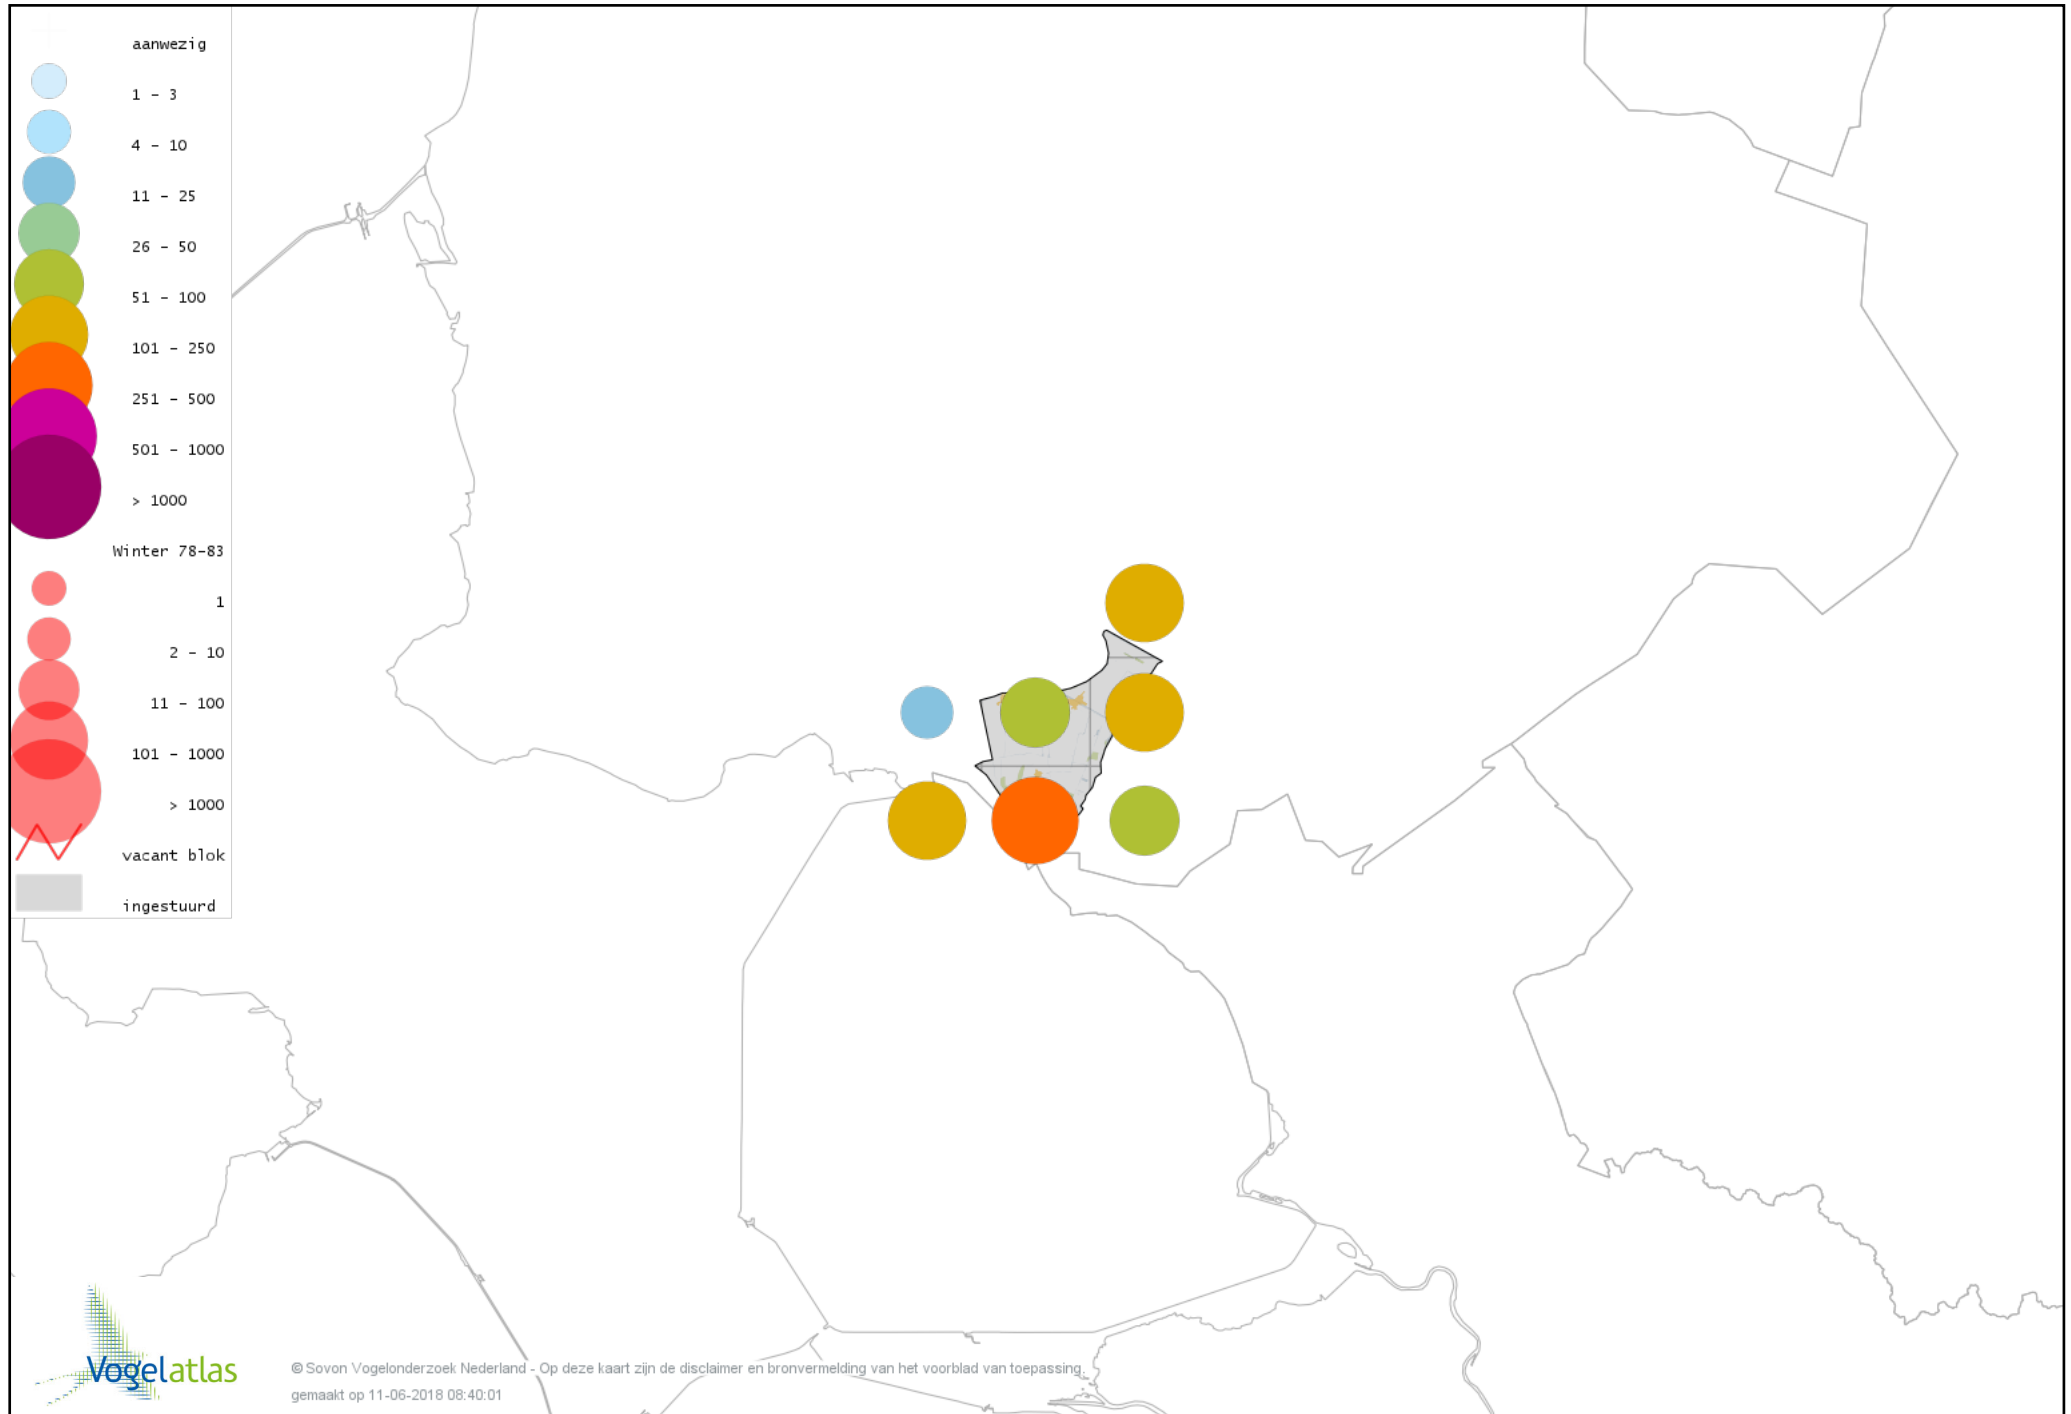 aanwezig
1 - 3
4 - 10
11 - 25
26 - 50
51 - 100
101 - 250
251 - 500
501 - 1000
> 1000
Winter 78-83
1
2 - 10
11 - 100
101 - 1000
> 1000
vacant blok
ingestuurd
Vogelatlas
© Sovon Vogelonderzoek Nederland - Op deze kaart zijn de disclaimer en bronvermelding van het voorblad van toepassing.
gemaakt op 11-06-2018 08:40:01